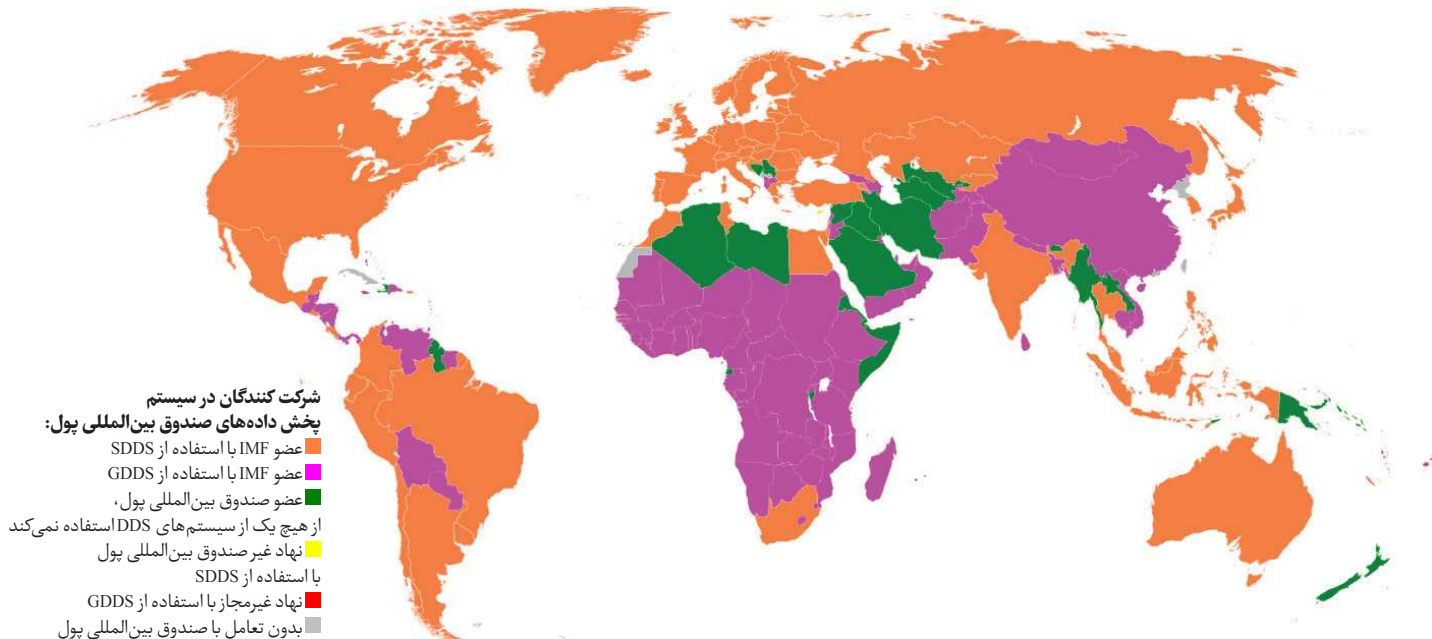 شرکت کنندگان در سیستم
پخش داده‌های صندوق بین‌المللی پول:
عضو IMF با استفاده از SDDS
عضو IMF با استفاده از GDDS
عضو صندوق بین‌المللی پول،
از هیچ یک از سیستم‌های DDS استفاده نمی‌کند
نهاد غیر صندوق بین‌المللی پول
با استفاده از SDDS
نهاد غیرمجاز با استفاده از GDDS
بدون تعامل با صندوق بین‌المللی پول